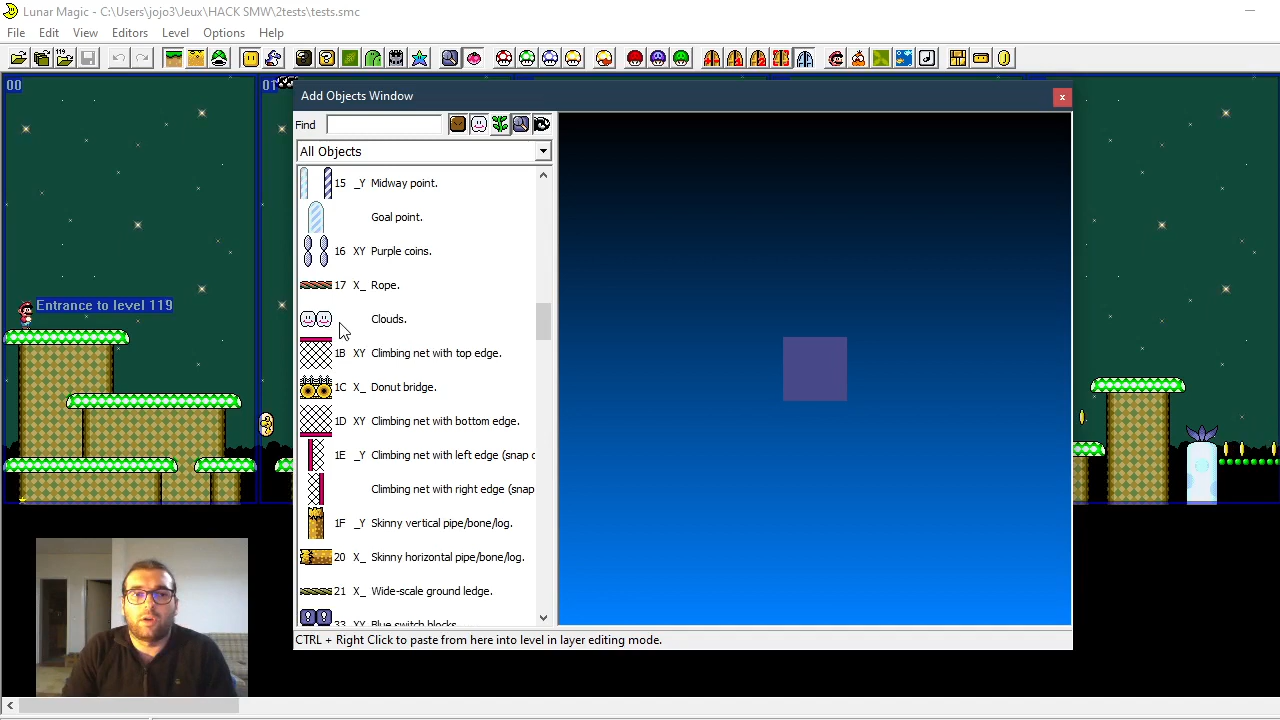 Lunar Magic - C:\Users\jojo3\Jeux\HACK SMW\2tests\tests.smc
File Edit View Editors Level Options Help
00
01
Entrance to level 119
Add Objects Window
x
Find
All Objects
15 _Y Midway point.
Goal point.
16 XY Purple coins.
17 X_ Rope.
Clouds.
1B XY Climbing net with top edge.
1C X_ Donut bridge.
1D XY Climbing net with bottom edge.
1E _Y Climbing net with left edge (snap c
Climbing net with right edge (snap
1F _Y Skinny vertical pipe/bone/log.
20 X_ Skinny horizontal pipe/bone/log.
21 X_ Wide-scale ground ledge.
33 XY Blue switch blocks
CTRL + Right Click to paste from here into level in layer editing mode.